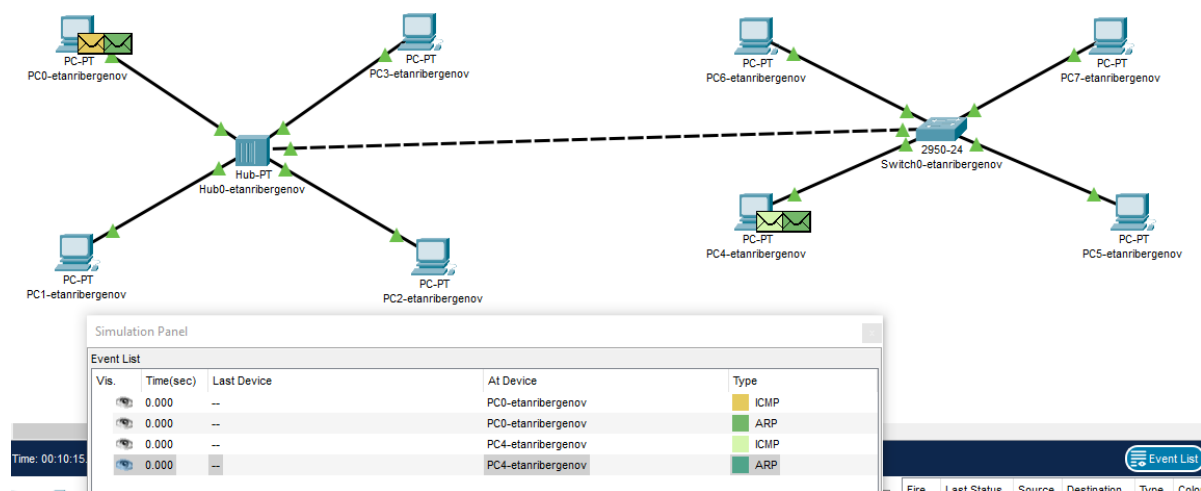 PC-PT
PC0-etanribergenov
PC-PT
PC3-etanribergenov
PC-PT
PC6-etanribergenov
PC-PT
PC7-etanribergenov
Hub-PT
Hub0-etanribergenov
2950-24
Switch0-etanribergenov
PC-PT
PC1-etanribergenov
PC-PT
PC2-etanribergenov
PC-PT
PC4-etanribergenov
PC-PT
PC5-etanribergenov
Simulation Panel
x
Event List
Vis. Time(sec) Last Device At Device Type
0.000 -- PC0-etanribergenov ICMP
0.000 -- PC0-etanribergenov ARP
0.000 -- PC4-etanribergenov ICMP
0.000 -- PC4-etanribergenov ARP
Time: 00:10:15.
Event List
Fire Last Status Source Destination Type